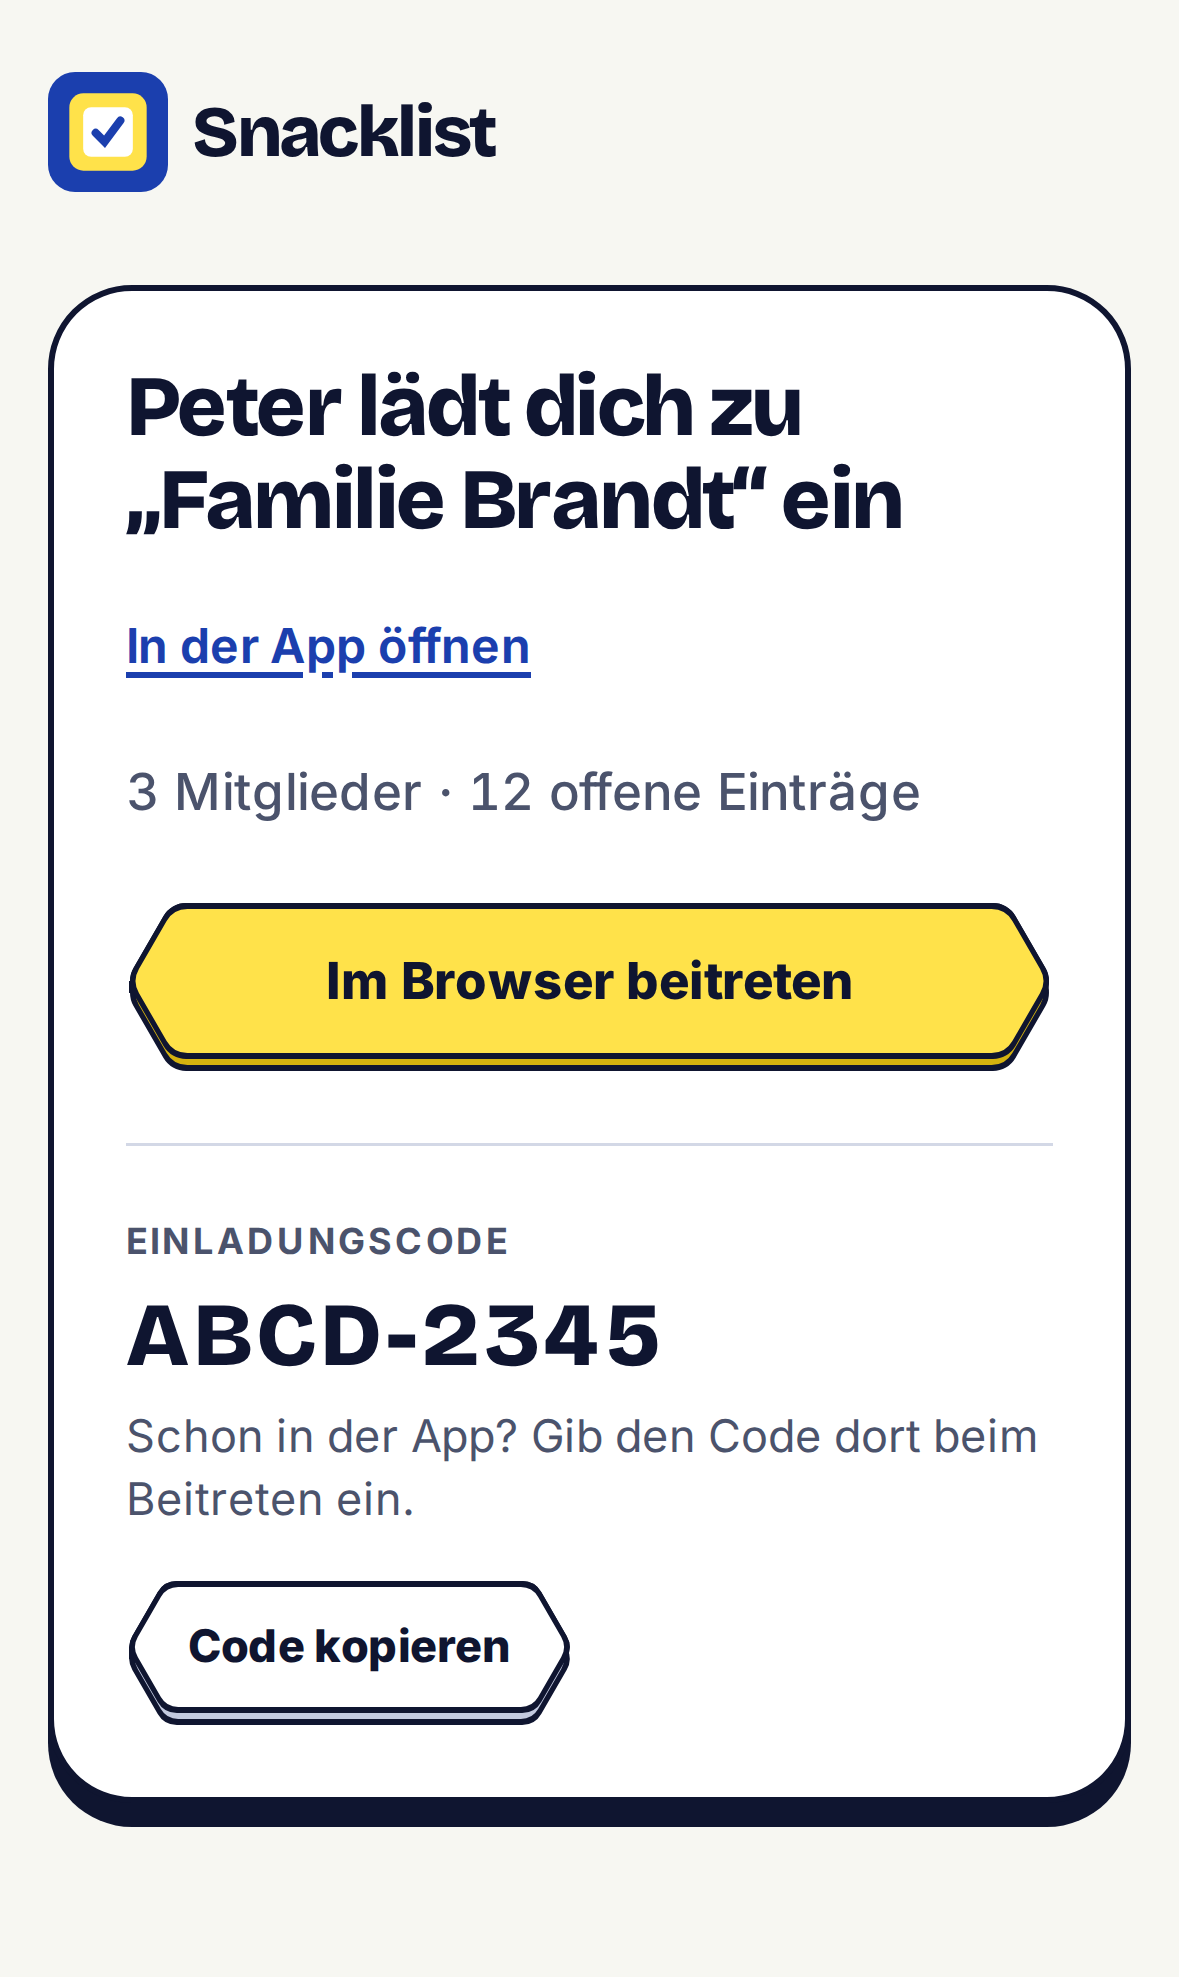 Snacklist
Peter lädt dich zu
„Familie Brandt“ ein
In der App öffnen
3 Mitglieder · 12 offene Einträge
Im Browser beitreten
EINLADUNGSCODE
ABCD-2345
Schon in der App? Gib den Code dort beim
Beitreten ein.
Code kopieren